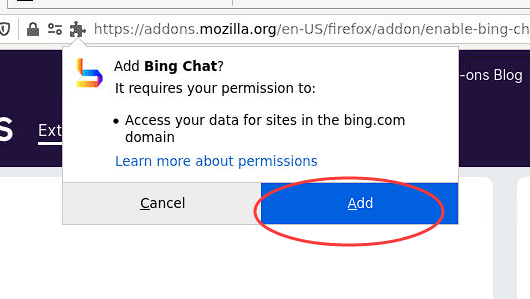 https://addons.mozilla.org/en-US/firefox/addon/enable-bing-ch
Add Bing Chat?
It requires your permission to:
• Access your data for sites in the bing.com
domain
Learn more about permissions
Cancel
Add
-ons Blog
Ext